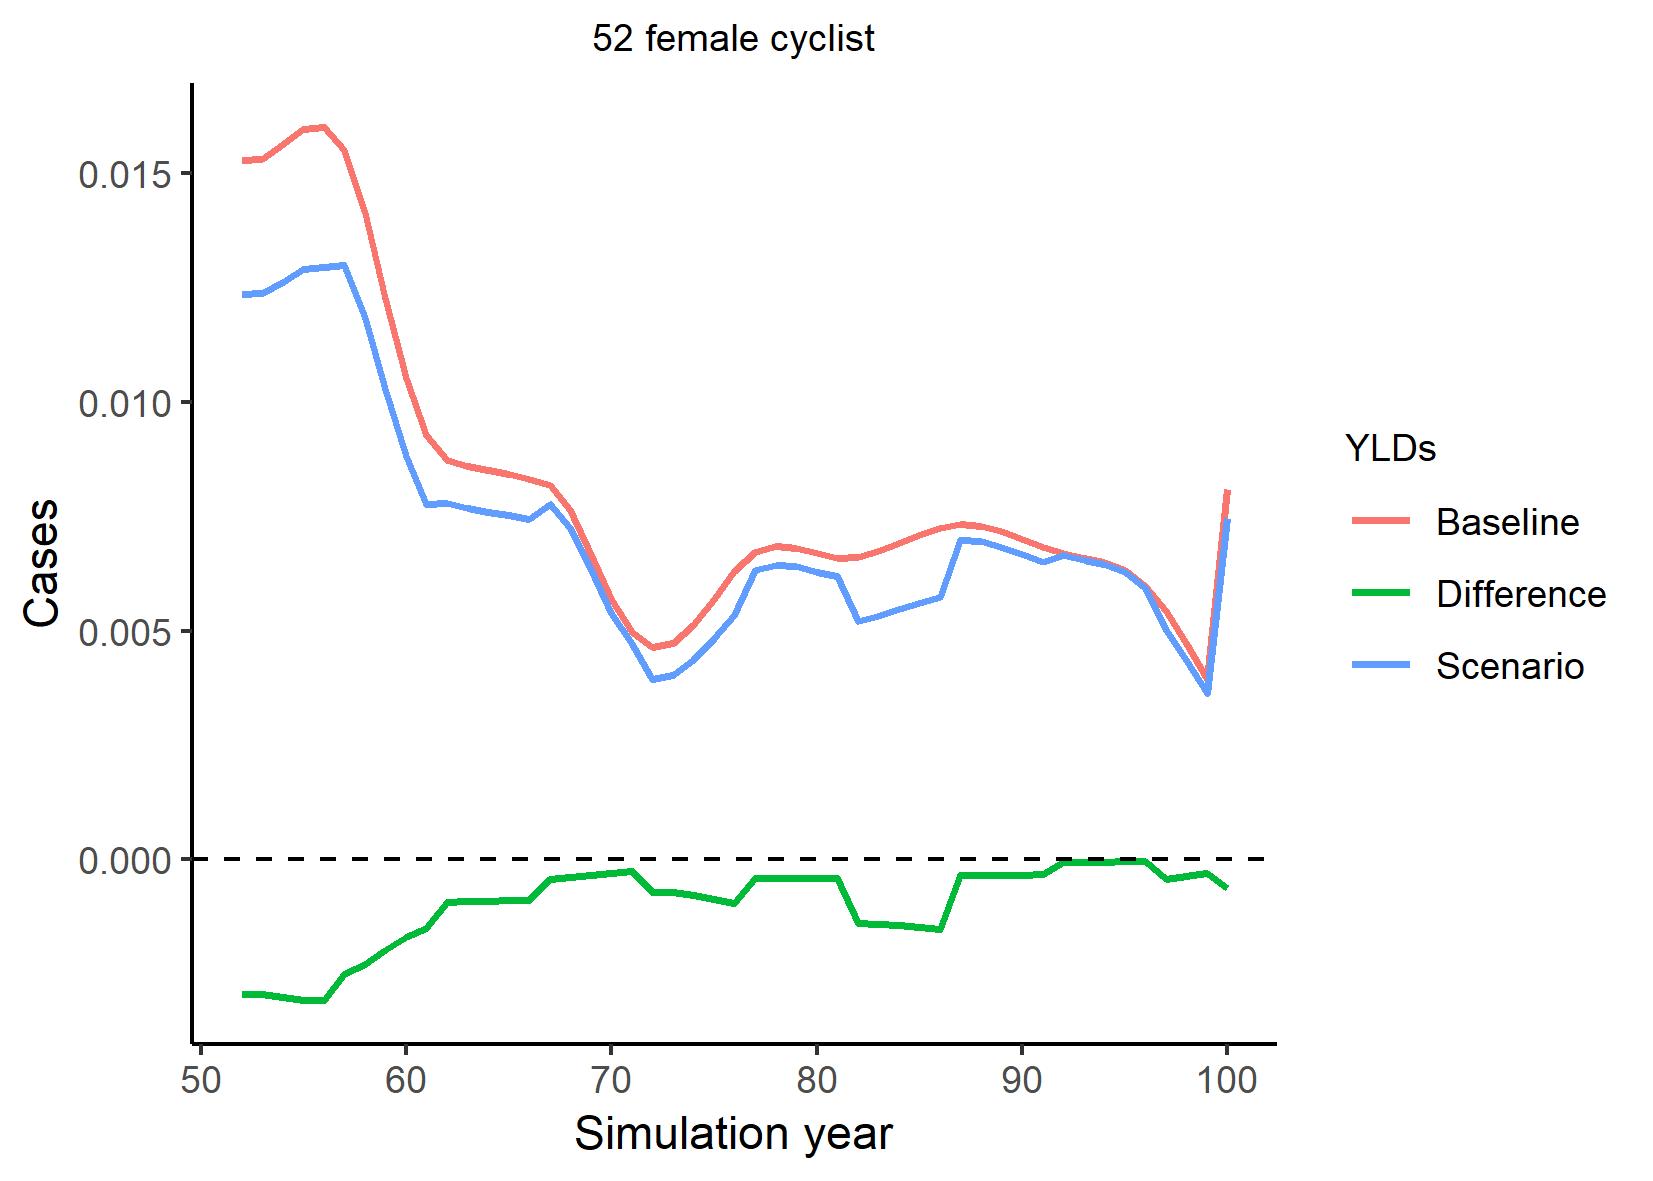 52 female cyclist
0.015
0.010
0.005
0.000
Cases
50 60 70 80 90 100
Simulation year
YLDs
Baseline
Difference
Scenario